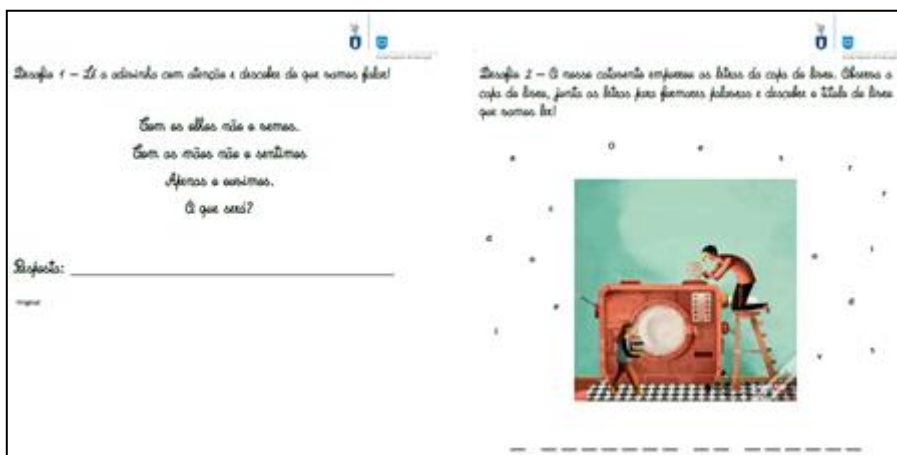 Desafio 1 – Lê a adivinha com atenção e descobre do que vamos falar!
Com os olhos não o vemos.
Com as mãos não o sentimos
Apenas o ouvimos.
O que será?
Resposta:
Desafio 2 – O nosso catavento empurrou as letras da capa do livro. Observa a
capa do livro, junta as letras para formares palavras e descobre o título do livro
que vamos ler!